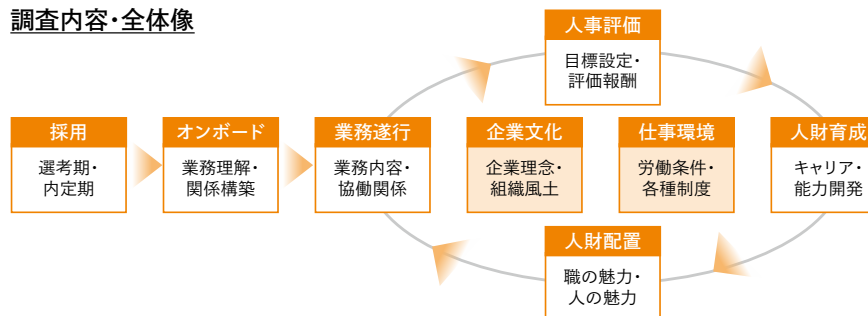 調査内容・全体像
人事評価
目標設定・
評価報酬
採用
選考期・
内定期
オンボード
業務理解・
関係構築
業務遂行
業務内容・
協働関係
企業文化
企業理念・
組織風土
仕事環境
労働条件・
各種制度
人財育成
キャリア・
能力開発
人財配置
職の魅力・
人の魅力